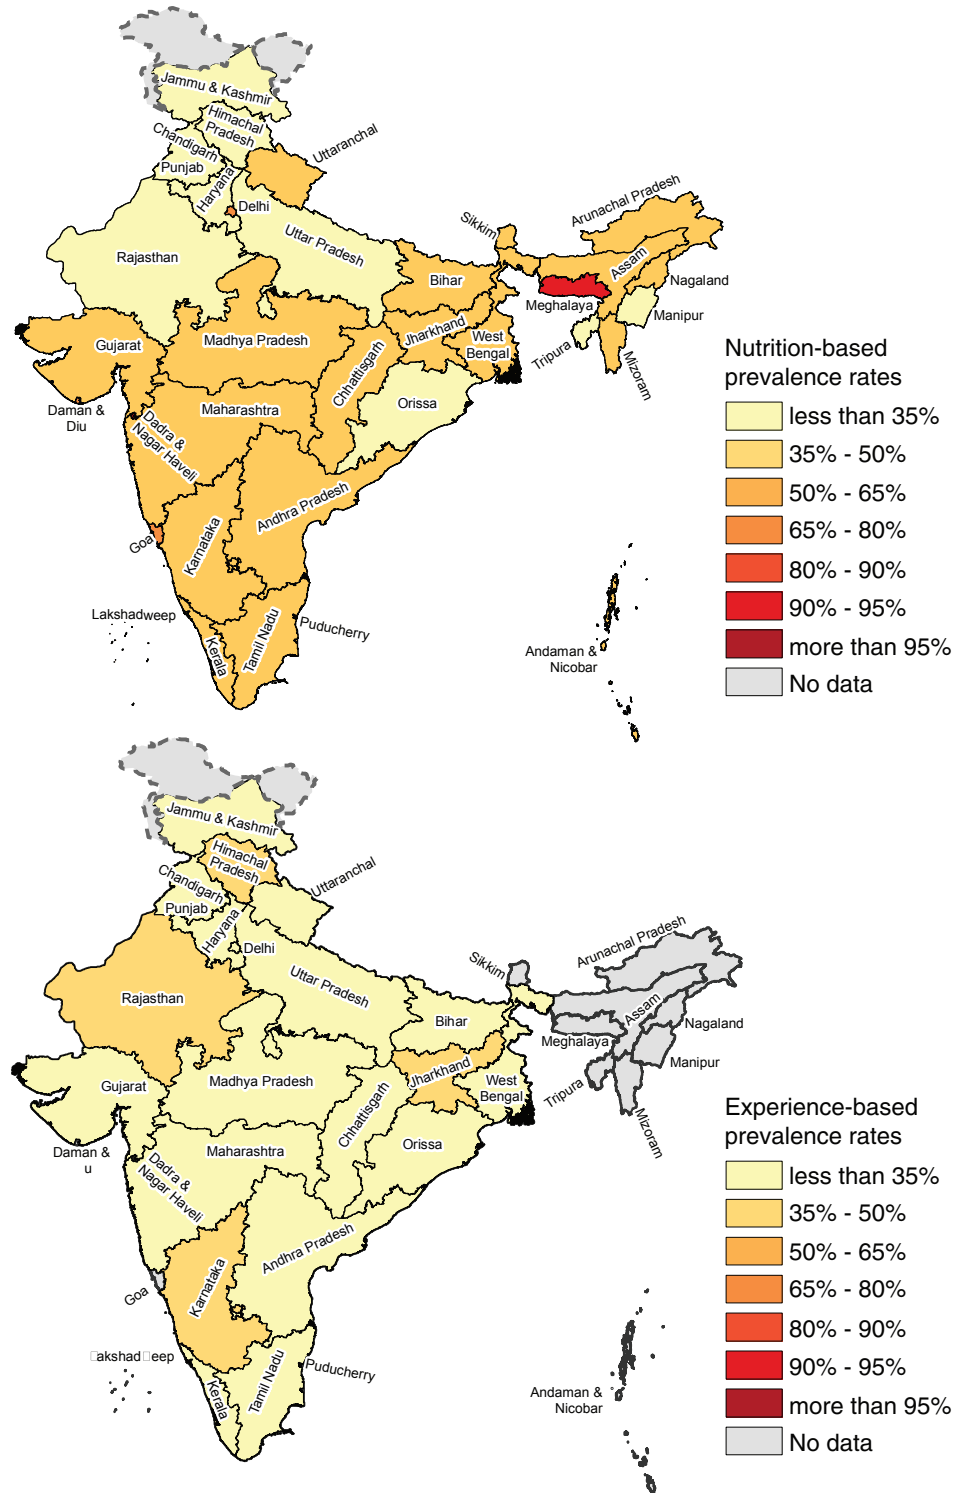 Jammu & Kashmir
Himachal
Pradesh
Chandigarh
Punjab
Uttaranchal
Haryana
Delhi
Rajasthan
Uttar Pradesh
Sikkim
Arunachal Pradesh
Assam
Nagaland
Bihar
Meghalaya
Manipur
Gujarat
Madhya Pradesh
Jharkhand
West
Bengal
Tripura
Mizoram
Chhattisgarh
Daman &
Diu
Dadra &
Nagar Haveli
Maharashtra
Orissa
Andhra Pradesh
Goa
Karnataka
Lakshadweep
Kerala
Tamil Nadu
Puducherry
Andaman &
Nicobar
Nutrition-based
prevalence rates
less than 35%
35% - 50%
50% - 65%
65% - 80%
80% - 90%
90% - 95%
more than 95%
No data
Jammu & Kashmir
Himachal
Pradesh
Chandigarh
Punjab
Uttaranchal
Haryana
Delhi
Rajasthan
Uttar Pradesh
Sikkim
Arunachal Pradesh
Assam
Nagaland
Bihar
Meghalaya
Manipur
Gujarat
Madhya Pradesh
Jharkhand
West
Bengal
Tripura
Mizoram
Chhattisgarh
Daman &
u
Dadra &
Nagar Haveli
Maharashtra
Orissa
Andhra Pradesh
Goa
Karnataka
□akshad□eep
Kerala
Tamil Nadu
Puducherry
Andaman &
Nicobar
Experience-based
prevalence rates
less than 35%
35% - 50%
50% - 65%
65% - 80%
80% - 90%
90% - 95%
more than 95%
No data